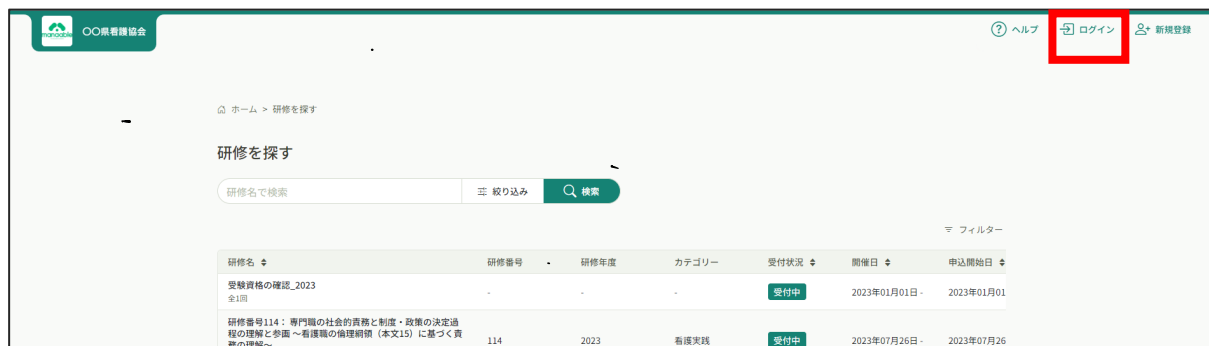 manaable 〇〇県看護協会 ? ヘルプ ログイン 新規登録
ホーム > 研修を探す
研修を探す
研修名で検索 絞り込み 検索
フィルター
研修名 研修番号 研修年度 カテゴリー 受付状況 開催日 申込開始日
受験資格の確認_2023 - - - 受付中 2023年01月01日 - 2023年01月01
全1回
研修番号114： 専門職の社会的責務と制度・政策の決定過
程の理解と参画 ～看護職の倫理綱領（本文15）に基づく責 114 2023 看護実践 受付中 2023年07月26日 - 2023年07月26
務の理解～